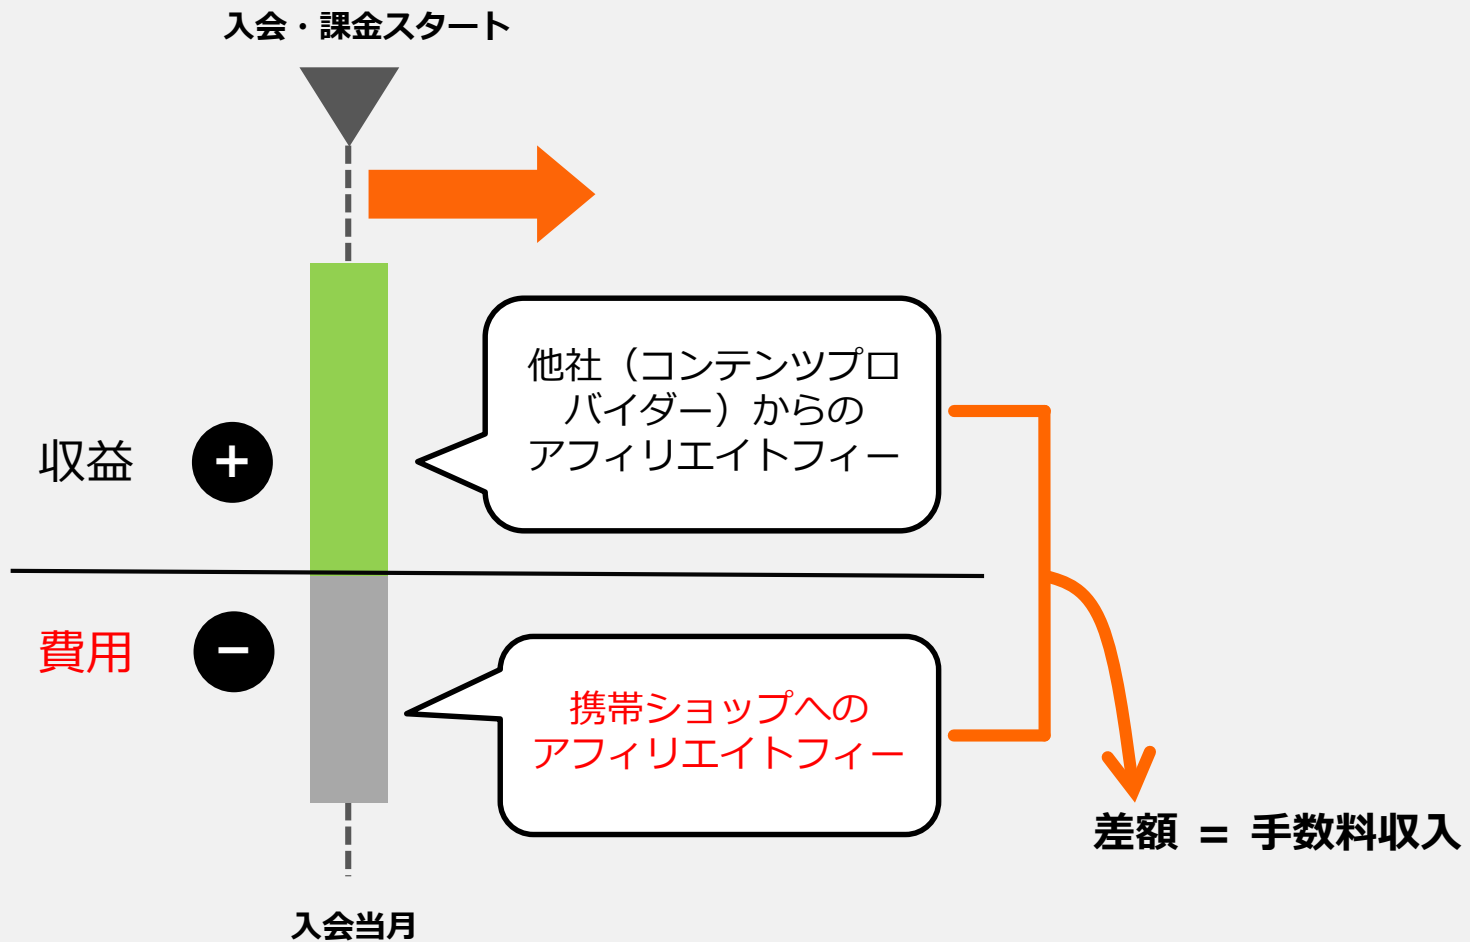 入会・課金スタート
他社（コンテンツプロ
バイダー）からの
アフィリエイトフィー
収益
+
費用
−
携帯ショップへの
アフィリエイトフィー
差額 = 手数料収入
入会当月